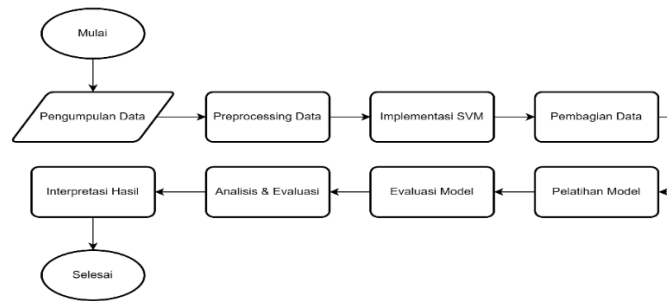 Mulai
Pengumpulan Data
Preprocessing Data
Implementasi SVM
Pembagian Data
Pelatihan Model
Evaluasi Model
Analisis & Evaluasi
Interpretasi Hasil
Selesai